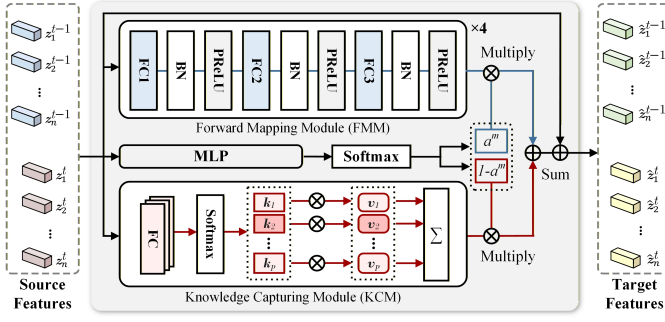 z₁ᵗ⁻¹
z₂ᵗ⁻¹
⋮
zₙᵗ⁻¹
z₁ᵗ
z₂ᵗ
⋮
zₙᵗ
Source
Features
×4
FC1
BN
PReLU
FC2
BN
PReLU
FC3
BN
PReLU
Forward Mapping Module (FMM)
Multiply
MLP
Softmax
aᵐ
1-aᵐ
Sum
FC
Softmax
k₁
k₂
⋮
kₚ
v₁
v₂
⋮
vₚ
Σ
Multiply
Knowledge Capturing Module (KCM)
ẑ₁ᵗ⁻¹
ẑ₂ᵗ⁻¹
⋮
ẑₙᵗ⁻¹
ẑ₁ᵗ
ẑ₂ᵗ
⋮
ẑₙᵗ
Target
Features